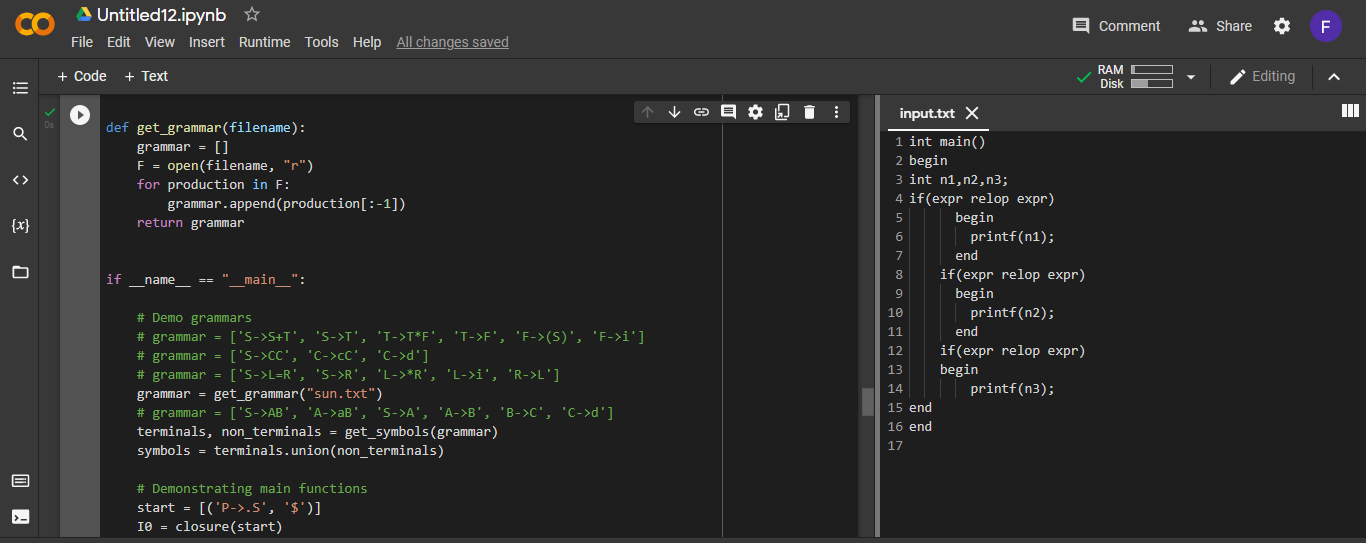 Untitled12.ipynb
File Edit View Insert Runtime Tools Help All changes saved
Comment Share F
+ Code + Text
RAM
Disk
Editing
0s
def get_grammar(filename):
    grammar = []
    F = open(filename, "r")
    for production in F:
        grammar.append(production[:-1])
    return grammar
if __name__ == "__main__":
    # Demo grammars
    # grammar = ['S->S+T', 'S->T', 'T->T*F', 'T->F', 'F->(S)', 'F->i']
    # grammar = ['S->CC', 'C->cC', 'C->d']
    # grammar = ['S->L=R', 'S->R', 'L->*R', 'L->i', 'R->L']
    grammar = get_grammar("sun.txt")
    # grammar = ['S->AB', 'A->aB', 'S->A', 'A->B', 'B->C', 'C->d']
    terminals, non_terminals = get_symbols(grammar)
    symbols = terminals.union(non_terminals)
    # Demonstrating main functions
    start = [('P->.S', '$')]
    I0 = closure(start)
{x}
input.txt
1 int main()
2 begin
3 int n1,n2,n3;
4 if(expr relop expr)
5       begin
6         printf(n1);
7       end
8     if(expr relop expr)
9       begin
10         printf(n2);
11       end
12     if(expr relop expr)
13     begin
14         printf(n3);
15 end
16 end
17